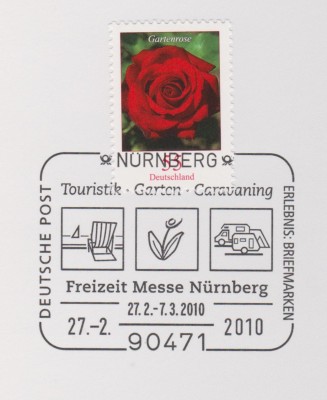 Gartenrose
55
Deutschland
NÜRNBERG
Touristik · Garten · Caravaning
DEUTSCHE POST
ERLEBNIS: BRIEFMARKEN
Freizeit Messe Nürnberg
27.2.-7.3.2010
27.-2. 2010
90471